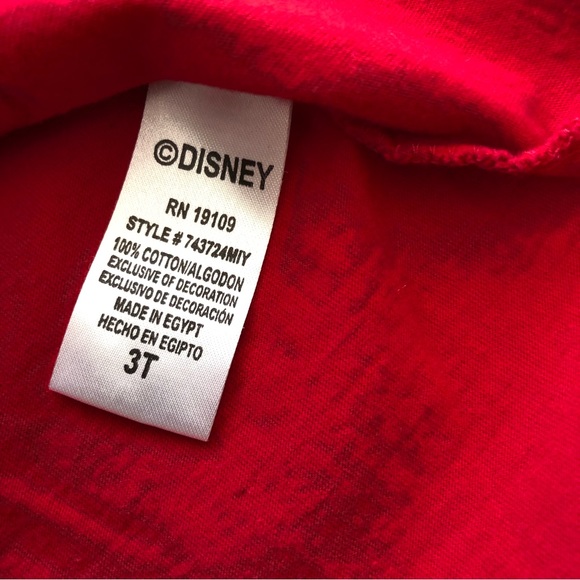 ©DISNEY
RN 19109
STYLE # 743724MIY
100% COTTON/ALGODON
EXCLUSIVE OF DECORATION
EXCLUSIVO DE DECORACIÓN
MADE IN EGYPT
HECHO EN EGIPTO
3T